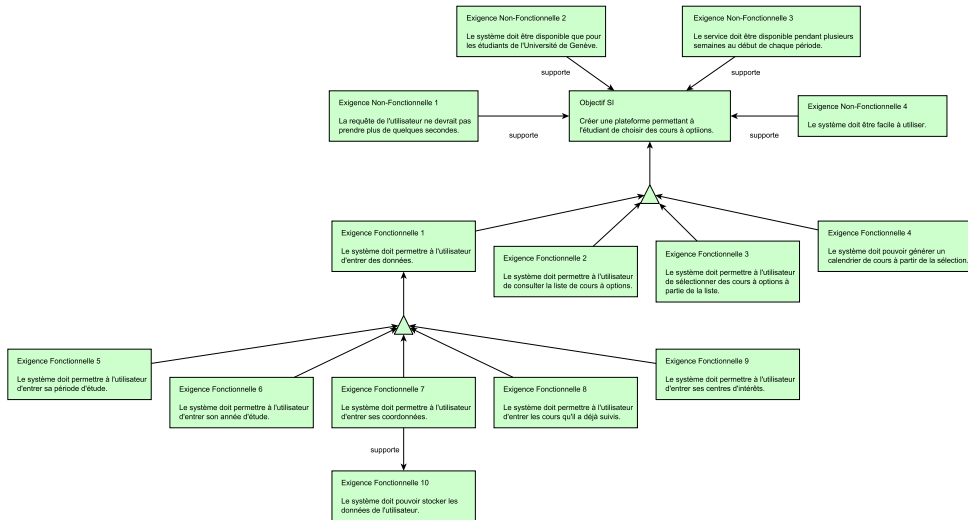 Exigence Non-Fonctionnelle 2
Le système doit être disponible que pour
les étudiants de l'Université de Genève.
Exigence Non-Fonctionnelle 3
Le service doit être disponible pendant plusieurs
semaines au début de chaque période.
supporte
supporte
Exigence Non-Fonctionnelle 1
La requête de l'utilisateur ne devrait pas
prendre plus de quelques secondes.
supporte
Objectif SI
Créer une plateforme permettant à
l'étudiant de choisir des cours à optiions.
supporte
Exigence Non-Fonctionnelle 4
Le système doit être facile à utiliser.
Exigence Fonctionnelle 1
Le système doit permettre à l'utilisateur
d'entrer des données.
Exigence Fonctionnelle 2
Le système doit permettre à l'utilisateur
de consulter la liste de cours à options.
Exigence Fonctionnelle 3
Le système doit permettre à l'utilisateur
de sélectionner des cours à options à
partie de la liste.
Exigence Fonctionnelle 4
Le système doit pouvoir générer un
calendrier de cours à partir de la sélection.
Exigence Fonctionnelle 5
Le système doit permettre à l'utilisateur
d'entrer sa période d'étude.
Exigence Fonctionnelle 6
Le système doit permettre à l'utilisateur
d'entrer son année d'étude.
Exigence Fonctionnelle 7
Le système doit permettre à l'utilisateur
d'entrer ses coordonnées.
Exigence Fonctionnelle 8
Le système doit permettre à l'utilisateur
d'entrer les cours qu'il a déjà suivis.
Exigence Fonctionnelle 9
Le système doit permettre à l'utilisateur
d'entrer ses centres d'intérêts.
supporte
Exigence Fonctionnelle 10
Le système doit pouvoir stocker les
données de l'utilisateur.